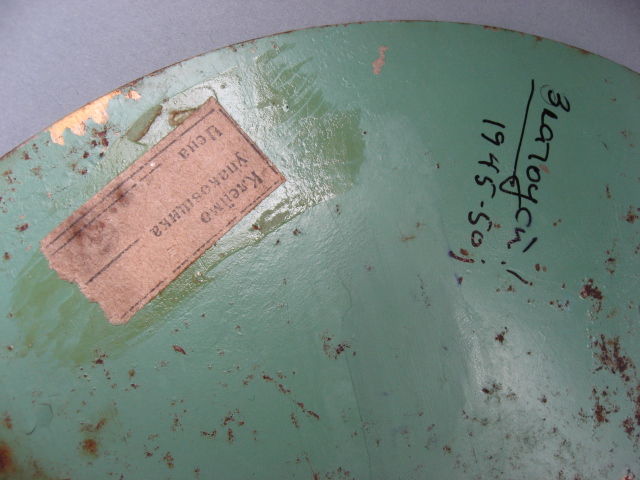 Клеймо
упаковщика
Цена
Златоуст!
1945-50г